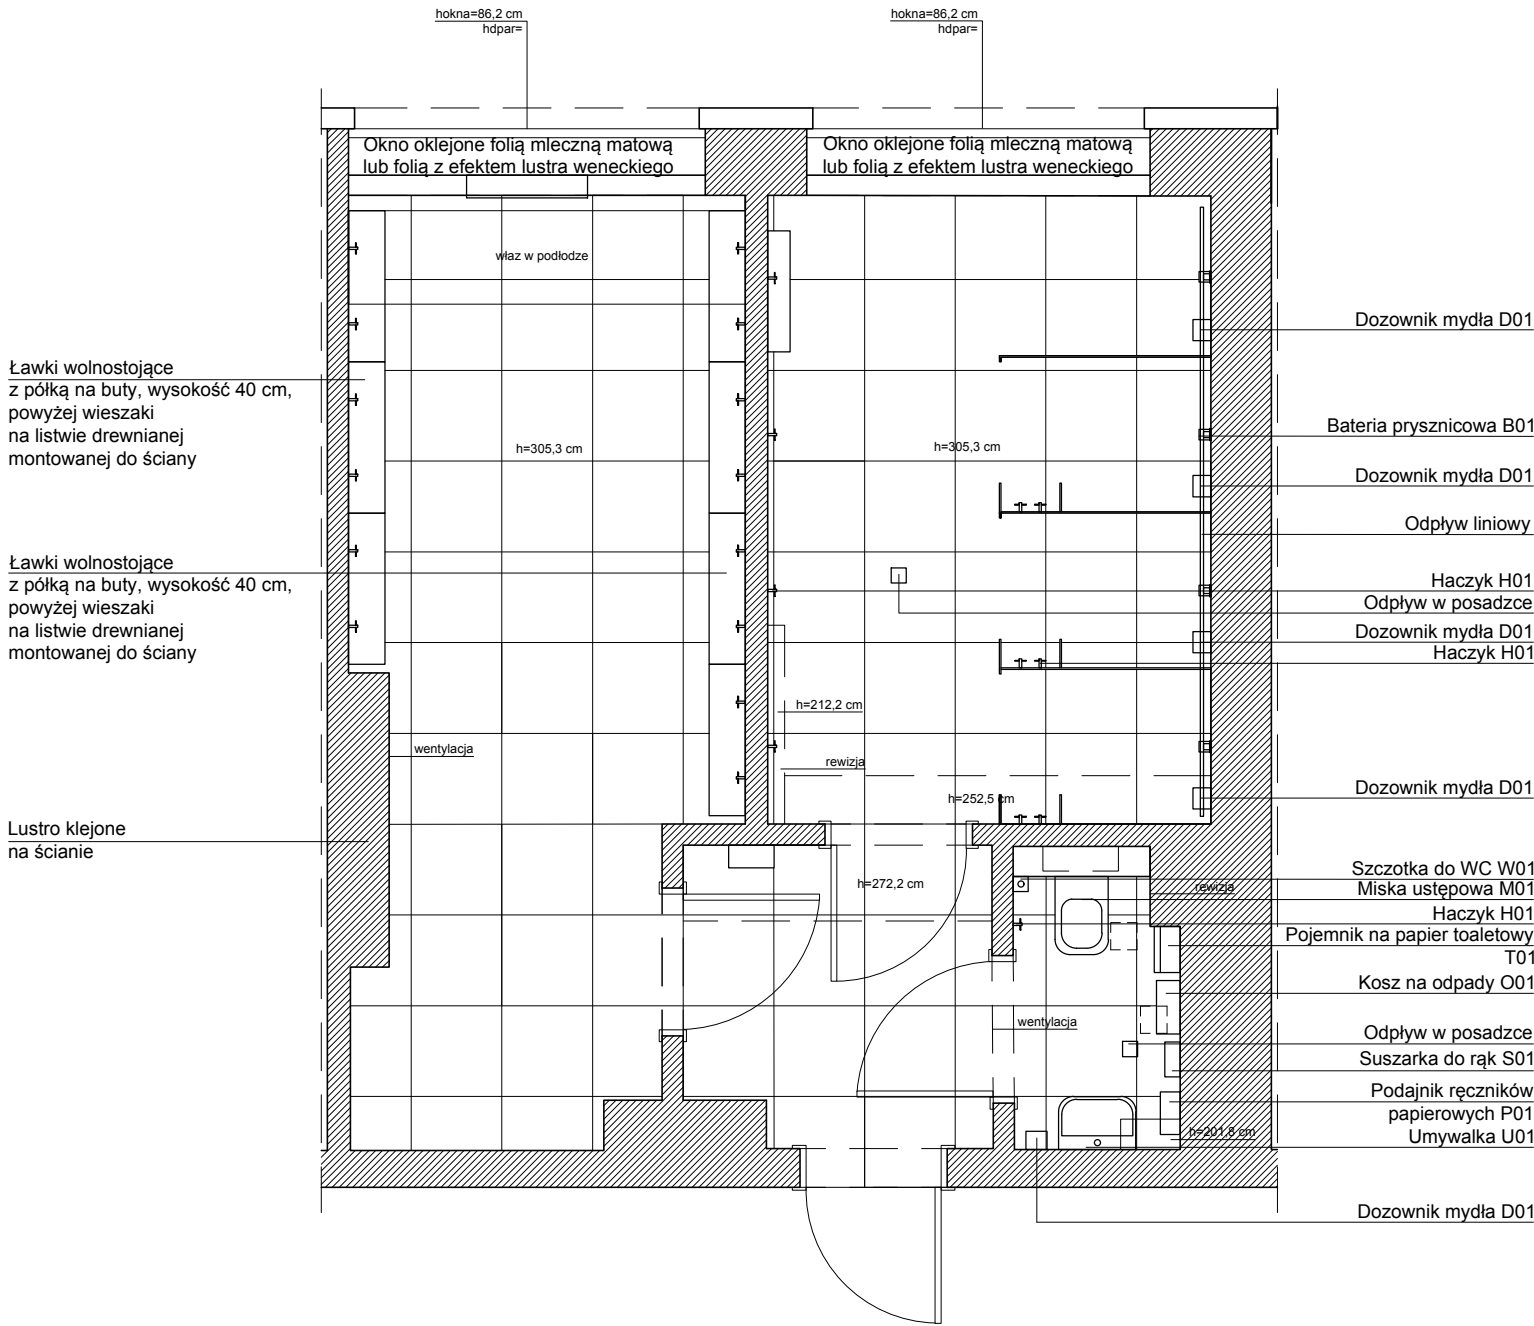 hokna=86,2 cm
hdpar=
hokna=86,2 cm
hdpar=
Okno oklejone folią mleczną matową
lub folią z efektem lustra weneckiego
Okno oklejone folią mleczną matową
lub folią z efektem lustra weneckiego
właz w podłodze
h=305,3 cm
h=305,3 cm
Ławki wolnostojące
z półką na buty, wysokość 40 cm,
powyżej wieszaki
na listwie drewnianej
montowanej do ściany
Ławki wolnostojące
z półką na buty, wysokość 40 cm,
powyżej wieszaki
na listwie drewnianej
montowanej do ściany
Lustro klejone
na ścianie
wentylacja
h=212,2 cm
rewizja
h=252,5 cm
h=272,2 cm
rewizja
wentylacja
h=201,8 cm
Dozownik mydła D01
Bateria prysznicowa B01
Dozownik mydła D01
Odpływ liniowy
Haczyk H01
Odpływ w posadzce
Dozownik mydła D01
Haczyk H01
Dozownik mydła D01
Szczotka do WC W01
Miska ustępowa M01
Haczyk H01
Pojemnik na papier toaletowy
T01
Kosz na odpady O01
Odpływ w posadzce
Suszarka do rąk S01
Podajnik ręczników
papierowych P01
Umywalka U01
Dozownik mydła D01